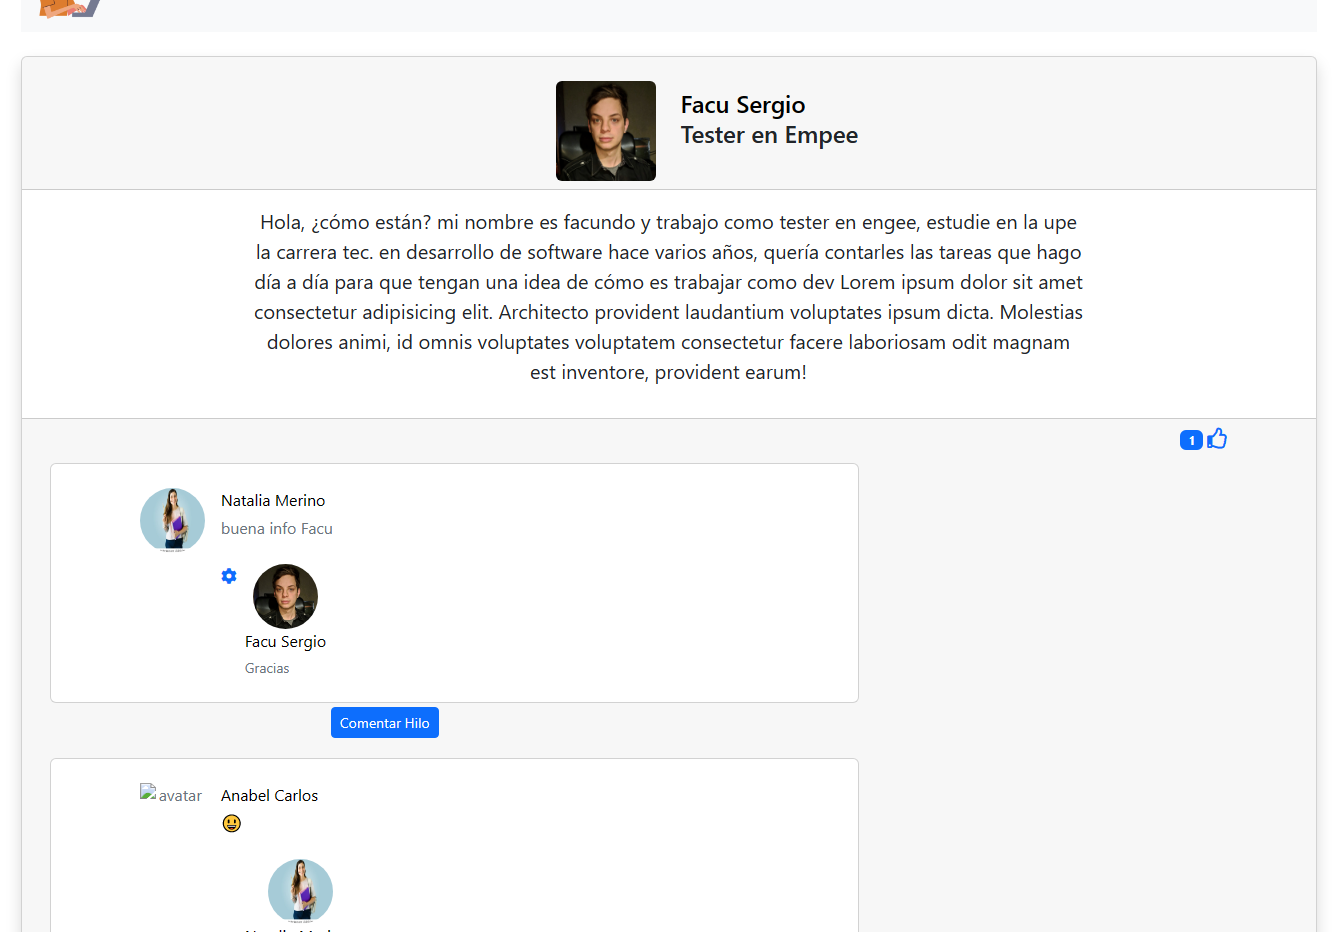 Facu Sergio
Tester en Empee
Hola, ¿cómo están? mi nombre es facundo y trabajo como tester en engee, estudie en la upe
la carrera tec. en desarrollo de software hace varios años, quería contarles las tareas que hago
día a día para que tengan una idea de cómo es trabajar como dev Lorem ipsum dolor sit amet
consectetur adipisicing elit. Architecto provident laudantium voluptates ipsum dicta. Molestias
dolores animi, id omnis voluptates voluptatem consectetur facere laboriosam odit magnam
est inventore, provident earum!
1
Natalia Merino
buena info Facu
Facu Sergio
Gracias
Comentar Hilo
avatar
Anabel Carlos
😃